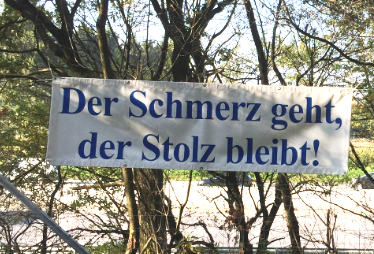 Der Schmerz geht,
der Stolz bleibt!